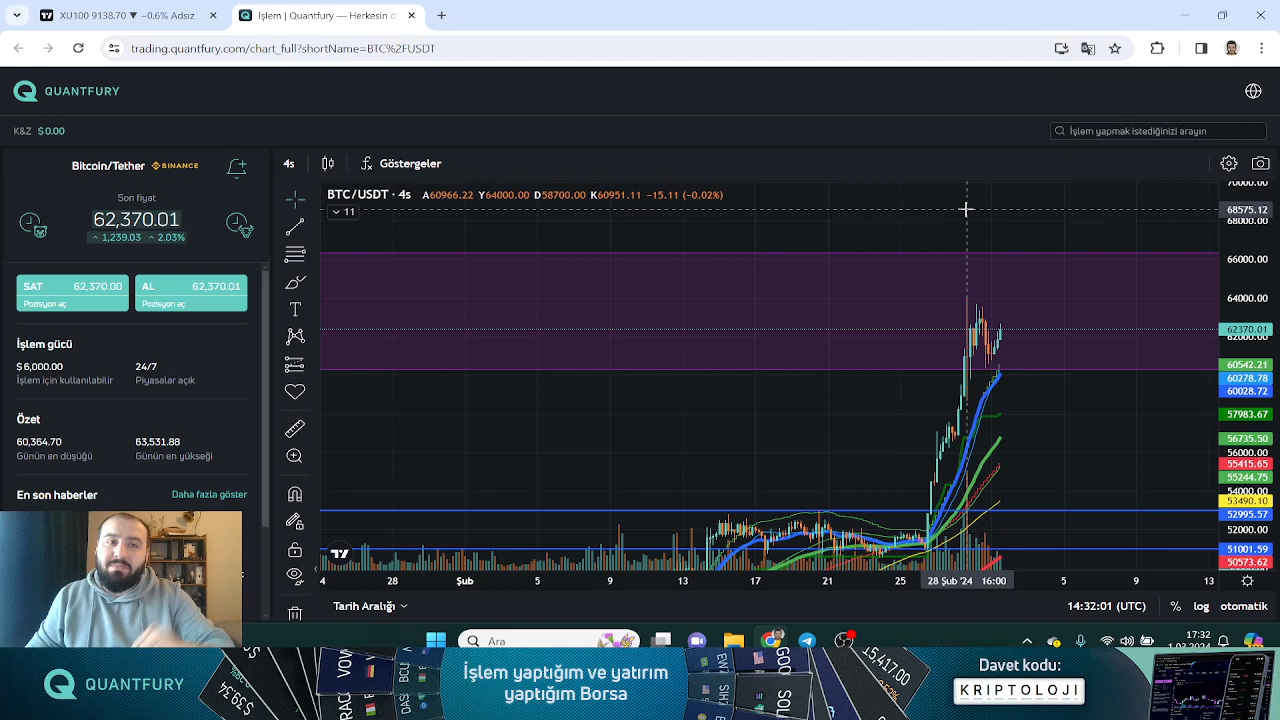 XU100 9138.70 ▼ −0.6% Adsız
İşlem | Quantfury — Herkesin d
trading.quantfury.com/chart_full?shortName=BTC%2FUSDT
QUANTFURY
K&Z $ 0.00
İşlem yapmak istediğinizi arayın
Bitcoin/Tether BINANCE
4s
Göstergeler
Son fiyat
62,370.01
- 1,239.03 - 2.03%
SAT 62,370.00
Pozisyon aç
AL 62,370.01
Pozisyon aç
İşlem gücü
$ 6,000.00
İşlem için kullanılabilir
24/7
Piyasalar açık
Özet
60,364.70
Günün en düşüğü
63,531.88
Günün en yükseği
En son haberler
Daha fazla göster
BTC/USDT · 4s A60966.22 Y64000.00 D58700.00 K60951.11 −15.11 (−0.02%)
11
70000.00
68575.12
68000.00
66000.00
64000.00
62370.01
62000.00
60542.21
60278.78
60028.72
57983.67
56735.50
56000.00
55415.65
55244.75
54000.00
53490.10
52995.57
52000.00
51001.59
50573.62
4 28 Şub 5 9 13 17 21 25 28 Şub '24 16:00 5 9 13
Tarih Aralığı
14:32:01 (UTC) % log otomatik
Ara
17:32
QUANTFURY
İşlem yaptığım ve yatırım
yaptığım Borsa
15,417.00
Davet kodu:
KRIPTOLOJI